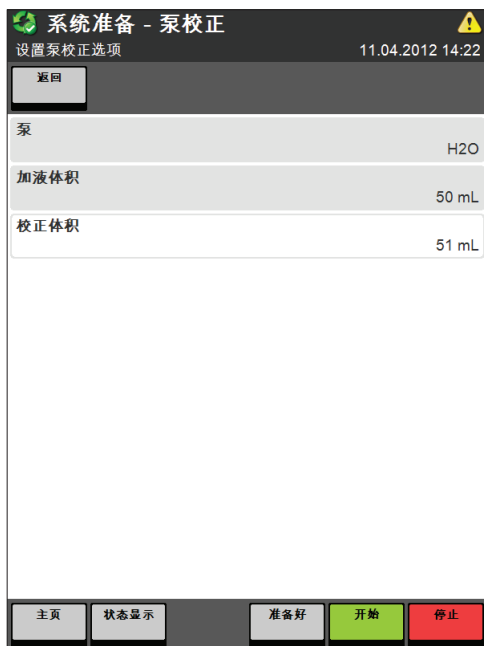 系统准备 - 泵校正
设置泵校正选项 11.04.2012 14:22
返回
泵
H2O
加液体积
50 mL
校正体积
51 mL
主页 状态显示 准备好 开始 停止